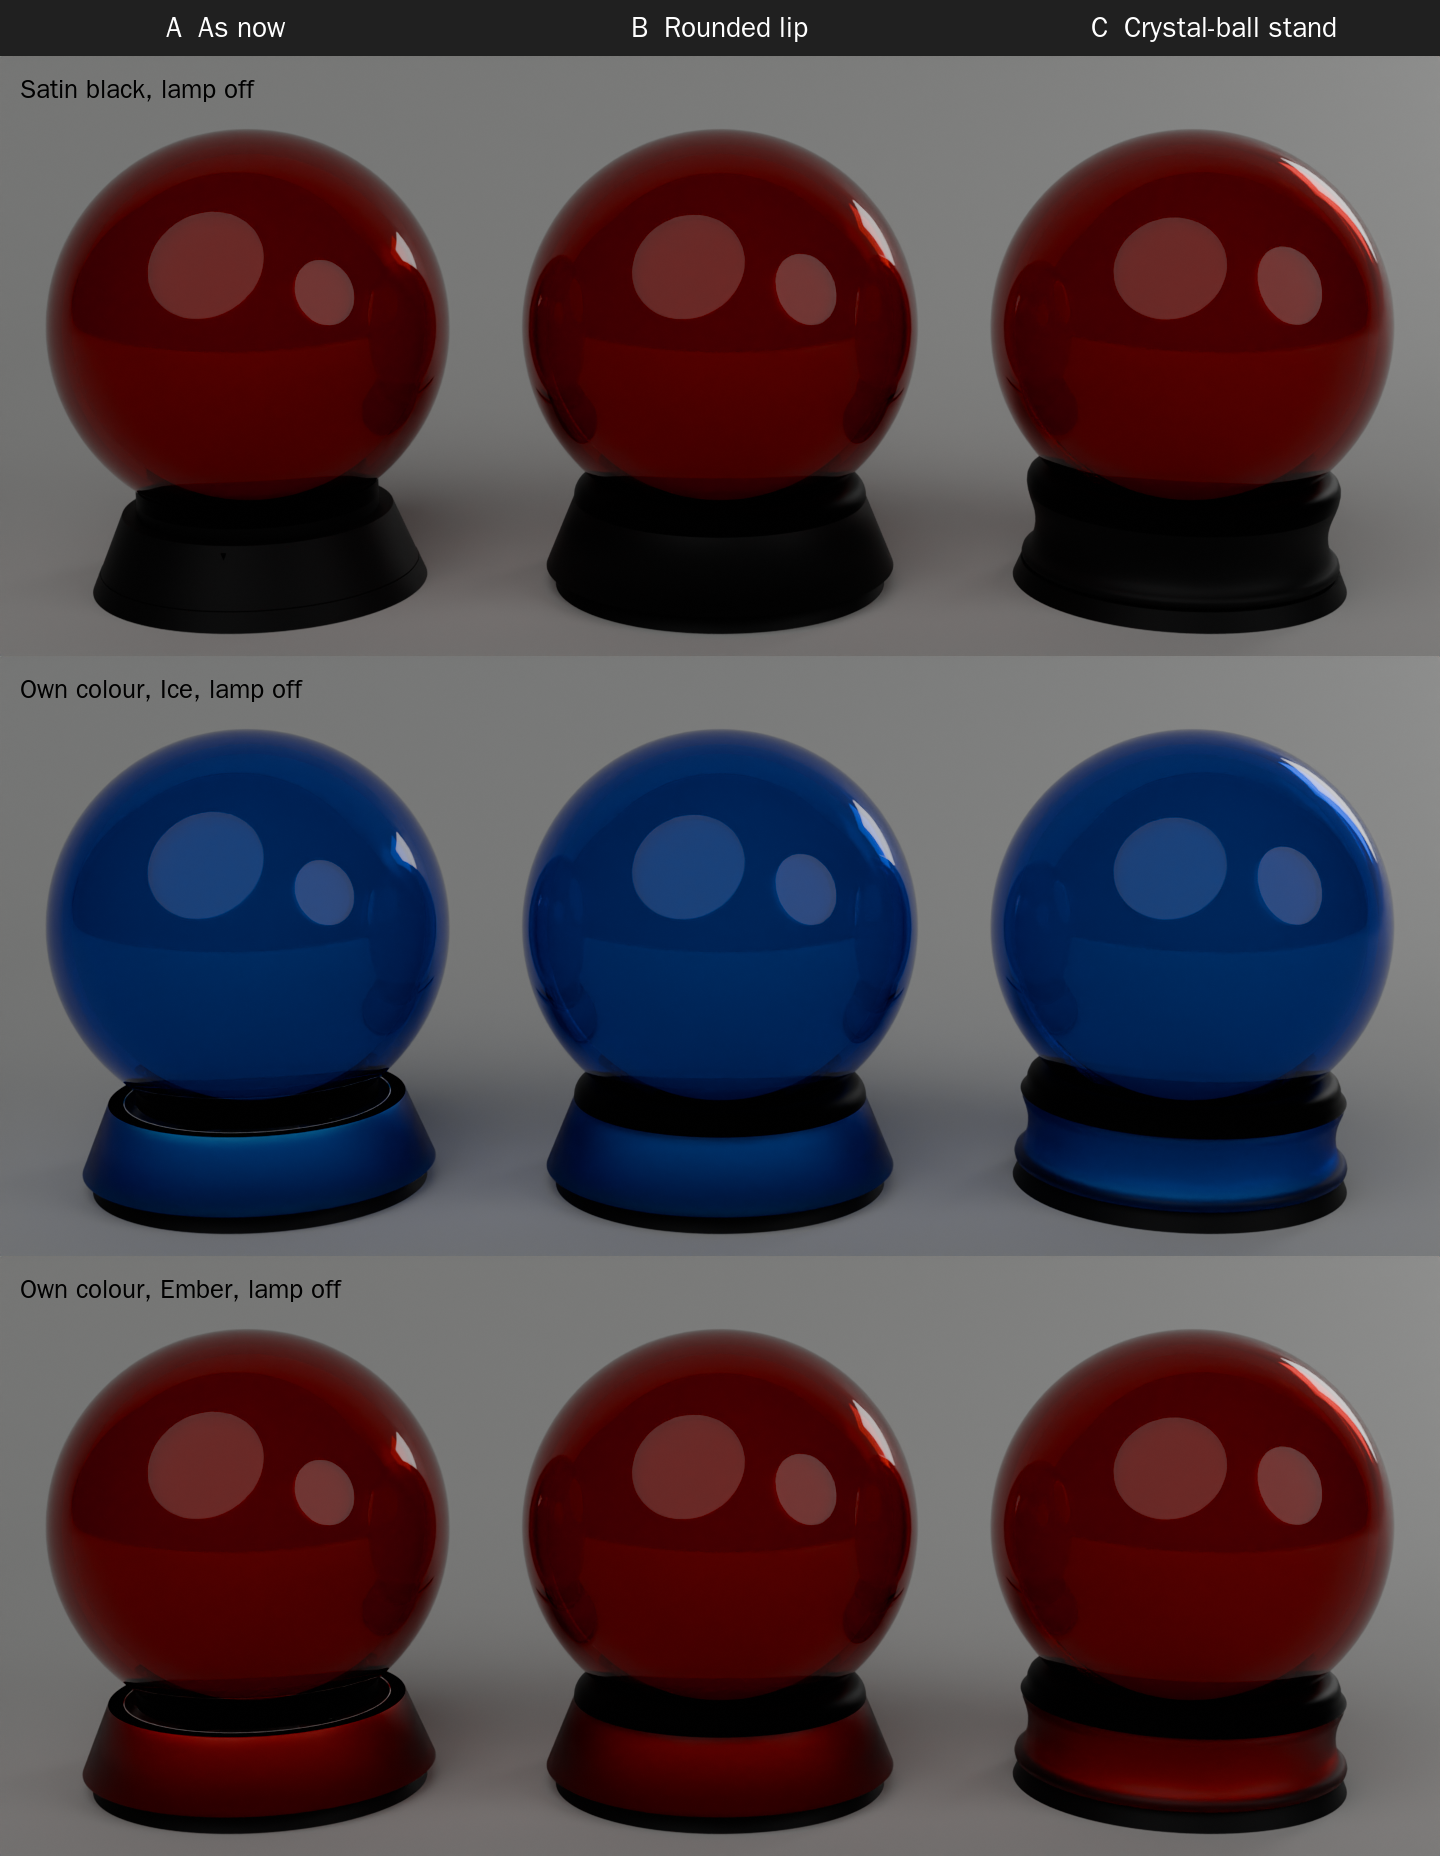 A As now
B Rounded lip
C Crystal-ball stand
Satin black, lamp off
Own colour, Ice, lamp off
Own colour, Ember, lamp off